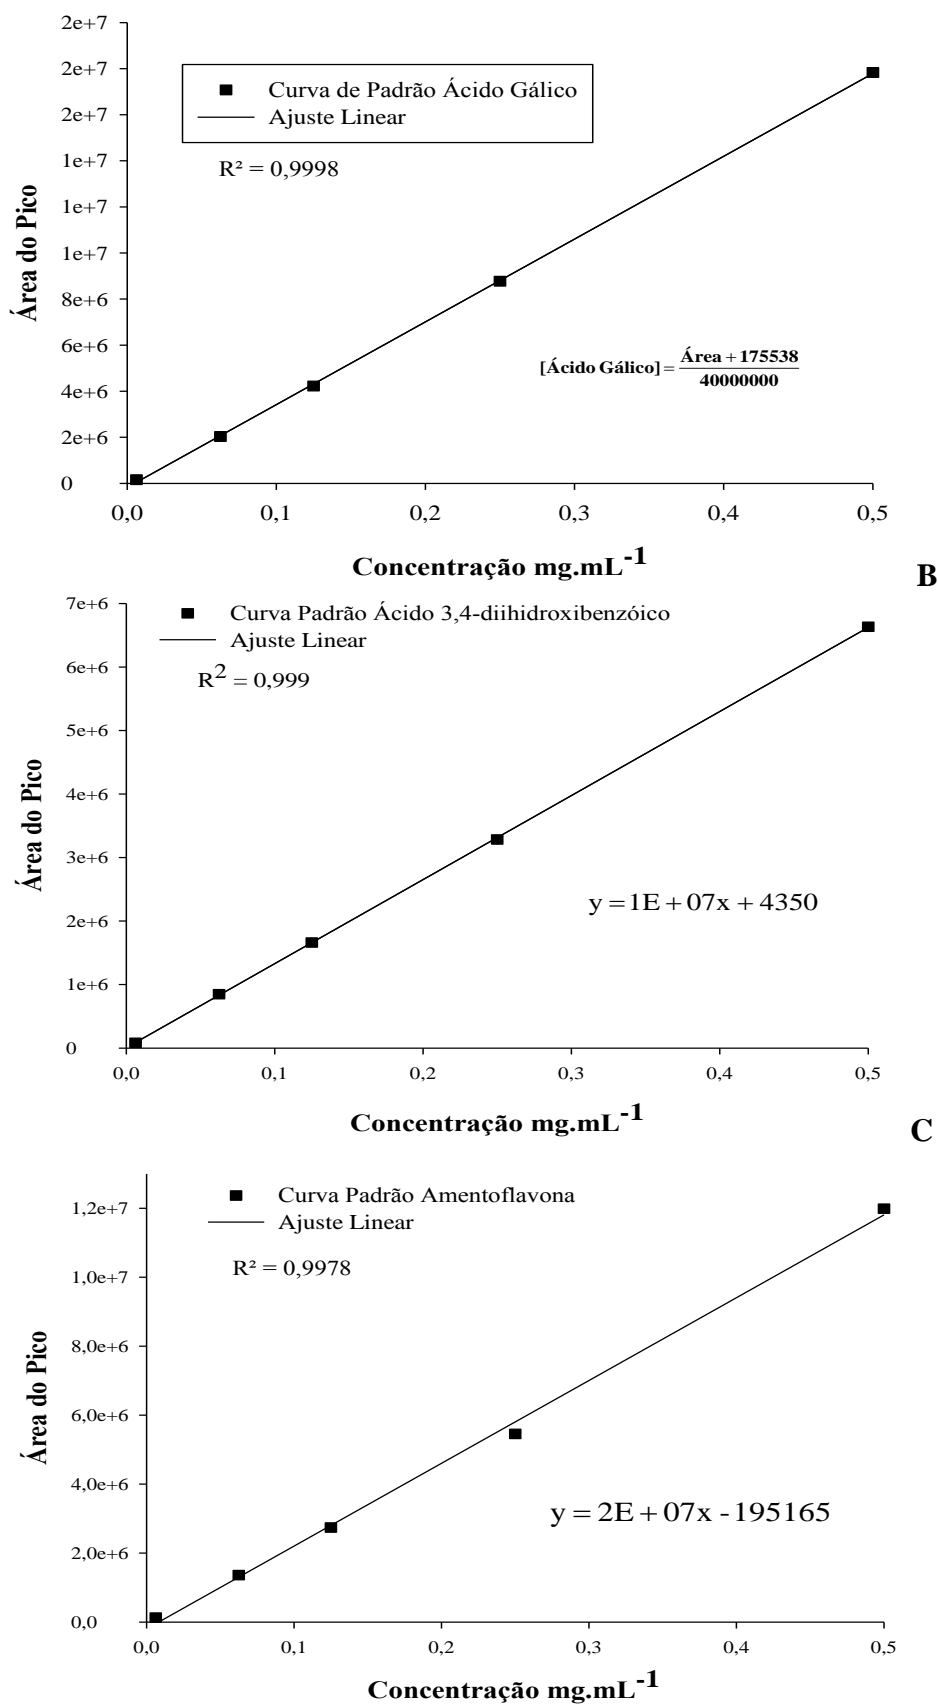 2e+7
2e+7
2e+7
1e+7
1e+7
1e+7
8e+6
6e+6
4e+6
2e+6
0
Área do Pico
Curva de Padrão Ácido Gálico
Ajuste Linear
R² = 0,9998
[Ácido Gálico] = Área + 175538
40000000
0,0 0,1 0,2 0,3 0,4 0,5
Concentração mg.mL-1
B
7e+6
6e+6
5e+6
4e+6
3e+6
2e+6
1e+6
0
Área do Pico
Curva Padrão Ácido 3,4-diihidroxibenzóico
Ajuste Linear
R2 = 0,999
y = 1E + 07x + 4350
0,0 0,1 0,2 0,3 0,4 0,5
Concentração mg.mL-1
C
1,2e+7
1,0e+7
8,0e+6
6,0e+6
4,0e+6
2,0e+6
0,0
Área do Pico
Curva Padrão Amentoflavona
Ajuste Linear
R² = 0,9978
y = 2E + 07x - 195165
0,0 0,1 0,2 0,3 0,4 0,5
Concentração mg.mL-1